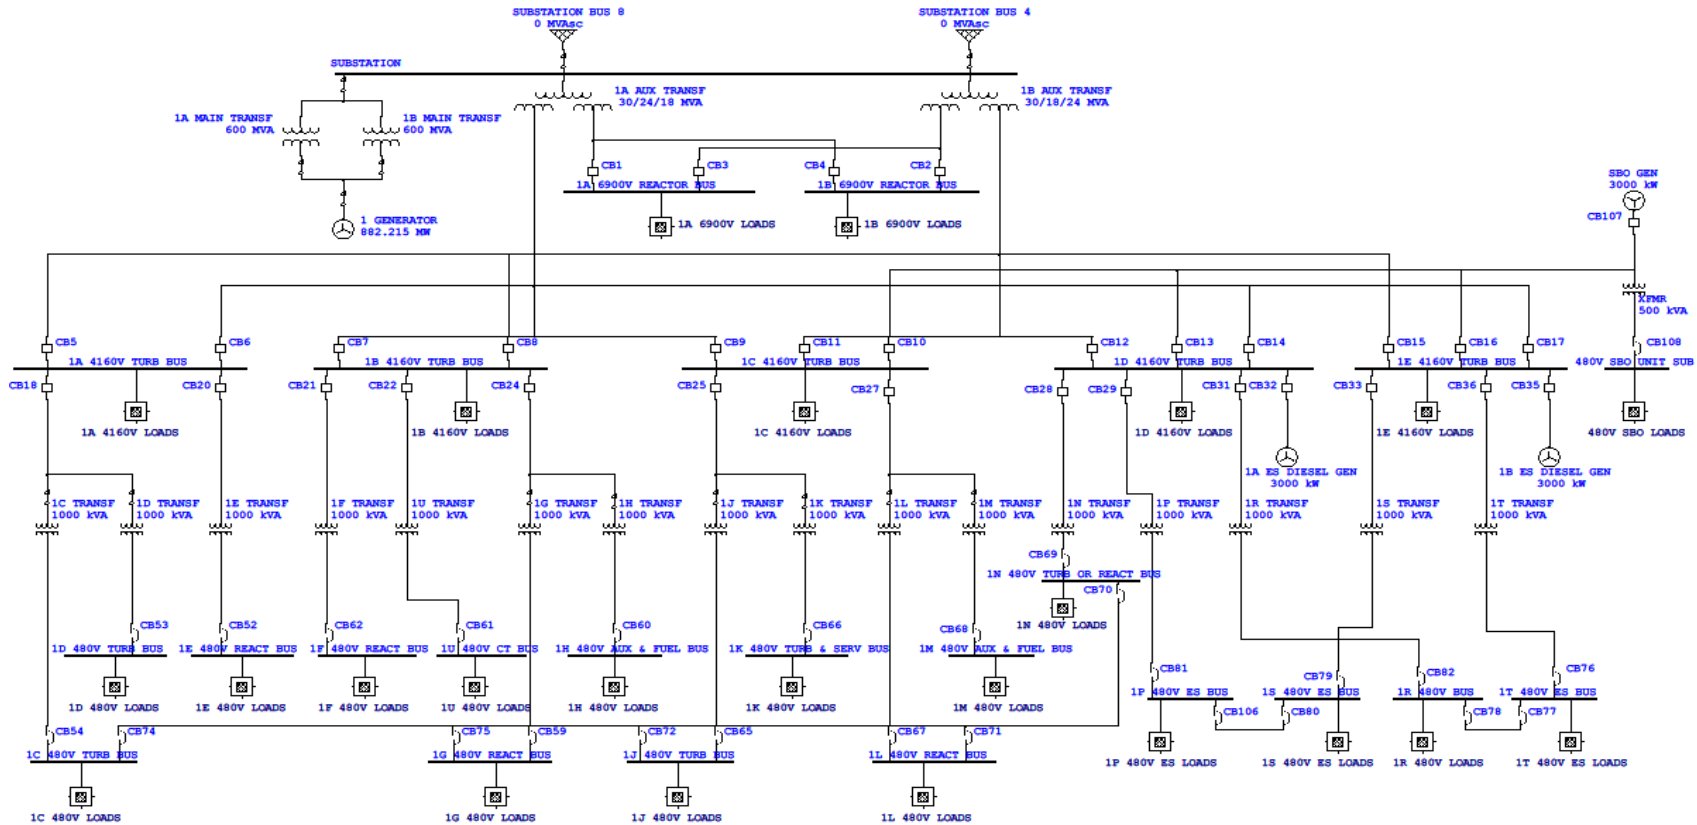 SUBSTATION BUS 8
0 MVAsc
SUBSTATION BUS 4
0 MVAsc
SUBSTATION
1A AUX TRANSF
30/24/18 MVA
1B AUX TRANSF
30/18/24 MVA
1A MAIN TRANSF
600 MVA
1B MAIN TRANSF
600 MVA
CB1
CB3
CB4
CB2
1A 6900V REACTOR BUS
1B 6900V REACTOR BUS
SBO GEN
3000 kW
CB107
1 GENERATOR
882.215 MW
1A 6900V LOADS
1B 6900V LOADS
XFMR
500 kVA
CB5
CB6
CB7
CB8
CB9
CB11
CB10
CB12
CB13
CB14
CB15
CB16
CB17
CB108
1A 4160V TURB BUS
1B 4160V TURB BUS
1C 4160V TURB BUS
1D 4160V TURB BUS
1E 4160V TURB BUS
480V SBO UNIT SUB
CB18
CB20
CB21
CB22
CB24
CB25
CB27
CB28
CB29
CB31
CB32
CB33
CB36
CB35
1A 4160V LOADS
1B 4160V LOADS
1C 4160V LOADS
1D 4160V LOADS
1E 4160V LOADS
480V SBO LOADS
1A ES DIESEL GEN
3000 kW
1B ES DIESEL GEN
3000 kW
1C TRANSF
1000 kVA
1D TRANSF
1000 kVA
1E TRANSF
1000 kVA
1F TRANSF
1000 kVA
1U TRANSF
1000 kVA
1G TRANSF
1000 kVA
1H TRANSF
1000 kVA
1J TRANSF
1000 kVA
1K TRANSF
1000 kVA
1L TRANSF
1000 kVA
1M TRANSF
1000 kVA
1N TRANSF
1000 kVA
1P TRANSF
1000 kVA
1R TRANSF
1000 kVA
1S TRANSF
1000 kVA
1T TRANSF
1000 kVA
CB69
1N 480V TURB OR REACT BUS
CB70
1N 480V LOADS
CB53
CB52
CB62
CB61
CB60
CB66
CB68
1D 480V TURB BUS
1E 480V REACT BUS
1F 480V REACT BUS
1U 480V CT BUS
1H 480V AUX & FUEL BUS
1K 480V TURB & SERV BUS
1M 480V AUX & FUEL BUS
CB81
CB79
CB82
CB76
1D 480V LOADS
1E 480V LOADS
1F 480V LOADS
1U 480V LOADS
1H 480V LOADS
1K 480V LOADS
1M 480V LOADS
1P 480V ES BUS
1S 480V ES BUS
1R 480V BUS
1T 480V ES BUS
CB106
CB80
CB78
CB77
CB54
CB74
CB75
CB59
CB72
CB65
CB67
CB71
1C 480V TURB BUS
1G 480V REACT BUS
1J 480V TURB BUS
1L 480V REACT BUS
1P 480V ES LOADS
1S 480V ES LOADS
1R 480V LOADS
1T 480V ES LOADS
1C 480V LOADS
1G 480V LOADS
1J 480V LOADS
1L 480V LOADS